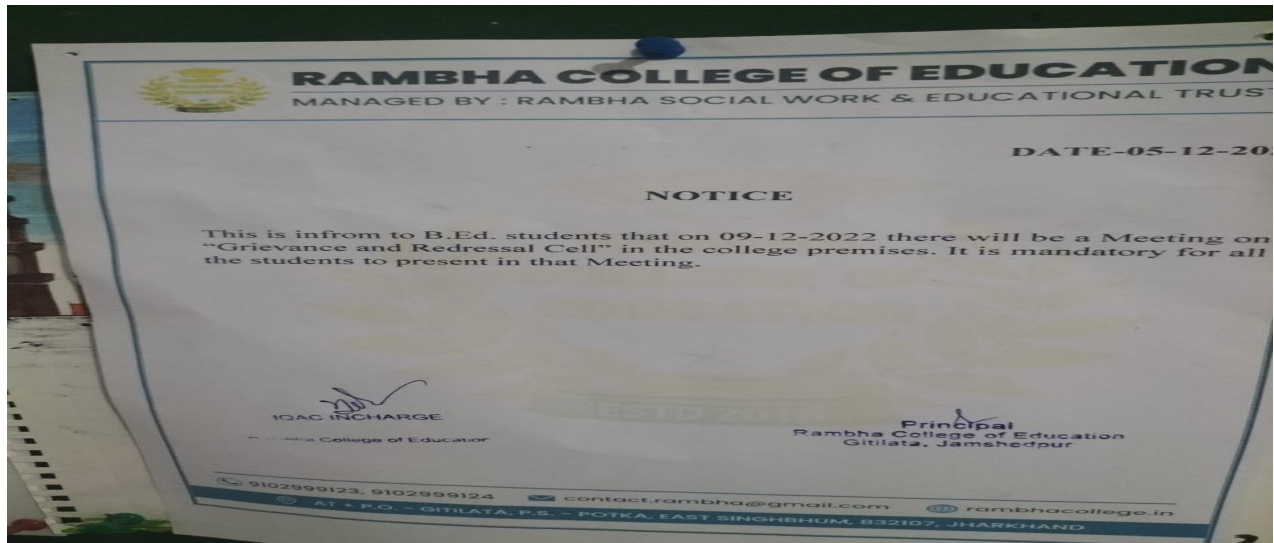 RAMBHA COLLEGE OF EDUCATION
MANAGED BY : RAMBHA SOCIAL WORK & EDUCATIONAL TRUST
DATE-05-12-20
NOTICE
This is infrom to B.Ed. students that on 09-12-2022 there will be a Meeting on
“Grievance and Redressal Cell” in the college premises. It is mandatory for all
the students to present in that Meeting.
IQAC INCHARGE
College of Education
Principal
Rambha College of Education
Gitilata, Jamshedpur
9102999123, 9102999124 contact.rambha@gmail.com rambhacollege.in
AT + P.O. - GITILATA, P.S. - POTKA, EAST SINGHBHUM, 832107, JHARKHAND